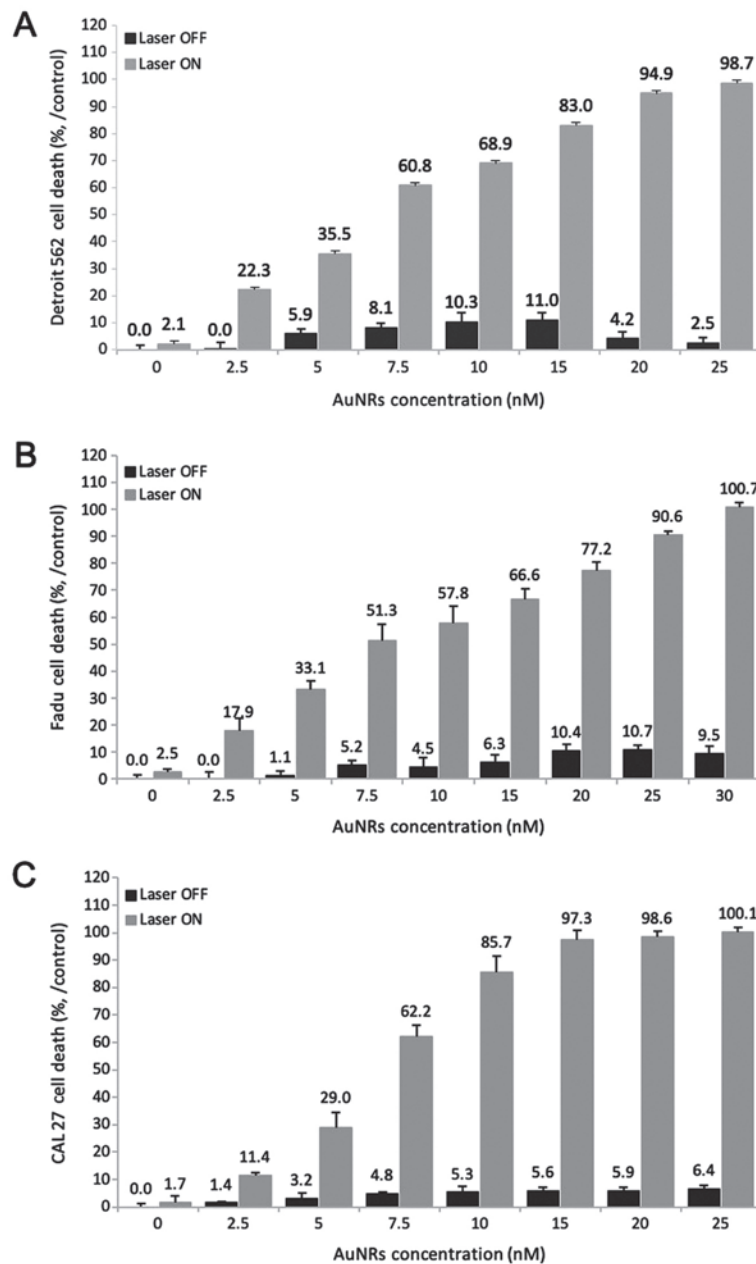 A
Laser OFF
Laser ON
Detroit 562 cell death (%, /control)
120
110
100
90
80
70
60
50
40
30
20
10
0
0.0 2.1 0.0 22.3 5.9 35.5 8.1 60.8 10.3 68.9 11.0 83.0 4.2 94.9 2.5 98.7
0 2.5 5 7.5 10 15 20 25
AuNRs concentration (nM)
B
Laser OFF
Laser ON
Fadu cell death (%, /control)
120
110
100
90
80
70
60
50
40
30
20
10
0
0.0 2.5 0.0 17.9 1.1 33.1 5.2 51.3 4.5 57.8 6.3 66.6 10.4 77.2 10.7 90.6 9.5 100.7
0 2.5 5 7.5 10 15 20 25 30
AuNRs concentration (nM)
C
Laser OFF
Laser ON
CAL 27 cell death (%, /control)
120
110
100
90
80
70
60
50
40
30
20
10
0
0.0 1.7 1.4 11.4 3.2 29.0 4.8 62.2 5.3 85.7 5.6 97.3 5.9 98.6 6.4 100.1
0 2.5 5 7.5 10 15 20 25
AuNRs concentration (nM)